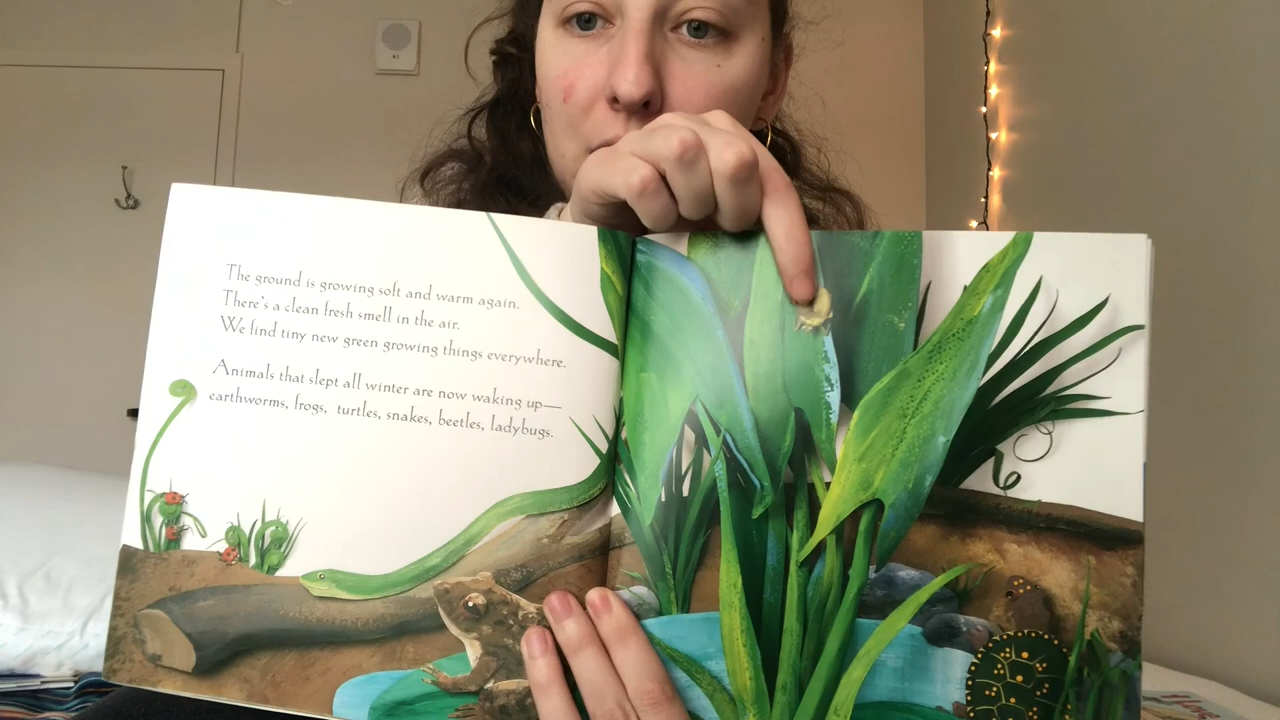 The ground is growing soft and warm again.
There's a clean fresh smell in the air.
We find tiny new green growing things everywhere.
Animals that slept all winter are now waking up—
earthworms, frogs, turtles, snakes, beetles, ladybugs.